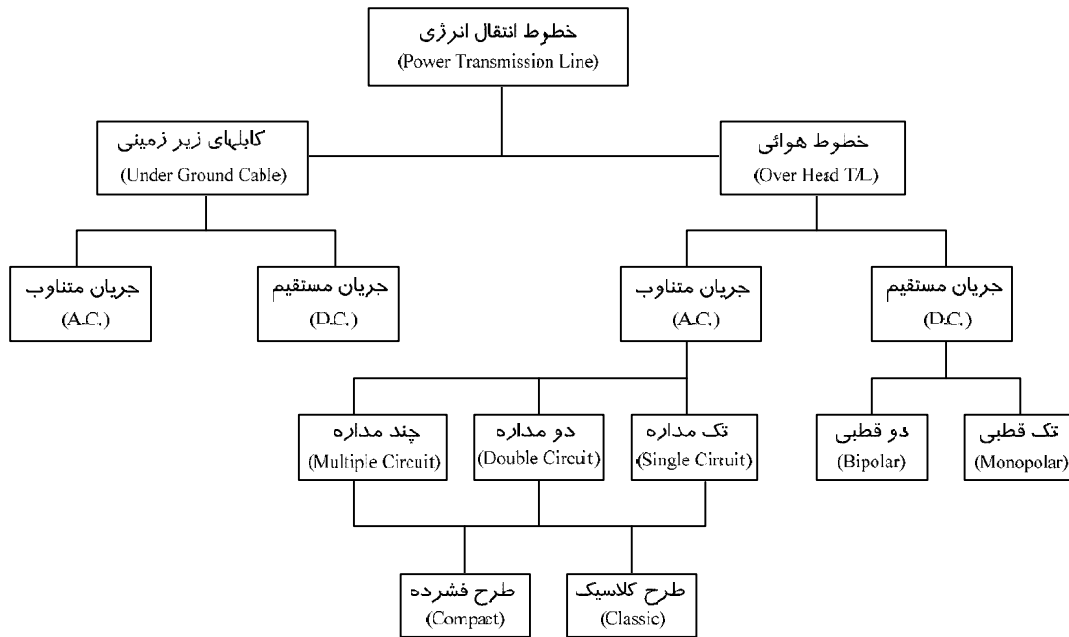 خطوط انتقال انرژی
(Power Transmission Line)
خطوط هوائی
(Over Head T/L)
کابلهای زیر زمینی
(Under Ground Cable)
جریان مستقیم
(D.C.)
جریان متناوب
(A.C.)
جریان مستقیم
(D.C.)
جریان متناوب
(A.C.)
تک قطبی
(Monopolar)
دو قطبی
(Bipolar)
تک مداره
(Single Circuit)
دو مداره
(Double Circuit)
چند مداره
(Multiple Circuit)
طرح کلاسیک
(Classic)
طرح فشرده
(Compact)